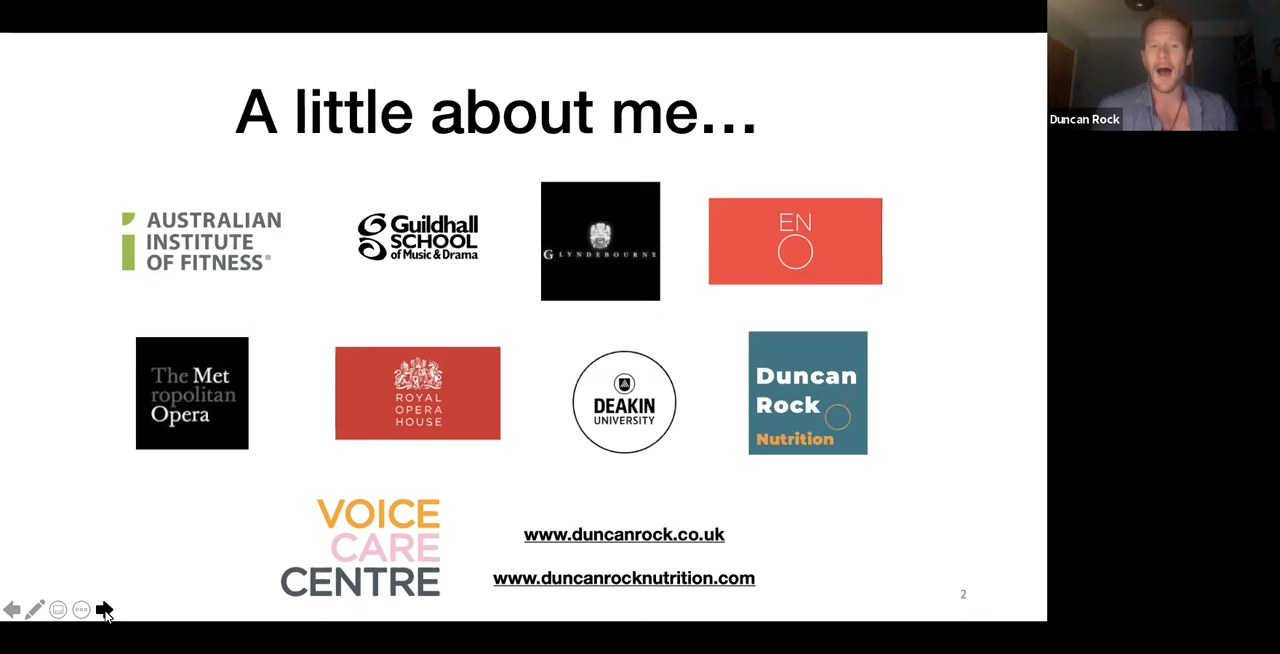 A little about me...
Duncan Rock
AUSTRALIAN
INSTITUTE
OF FITNESS®
Guildhall
SCHOOL
of Music & Drama
GLYNDEBOURNE
EN
O
The Met
ropolitan
Opera
ROYAL
OPERA
HOUSE
DEAKIN
UNIVERSITY
Duncan
Rock
Nutrition
VOICE
CARE
CENTRE
www.duncanrock.co.uk
www.duncanrocknutrition.com
2